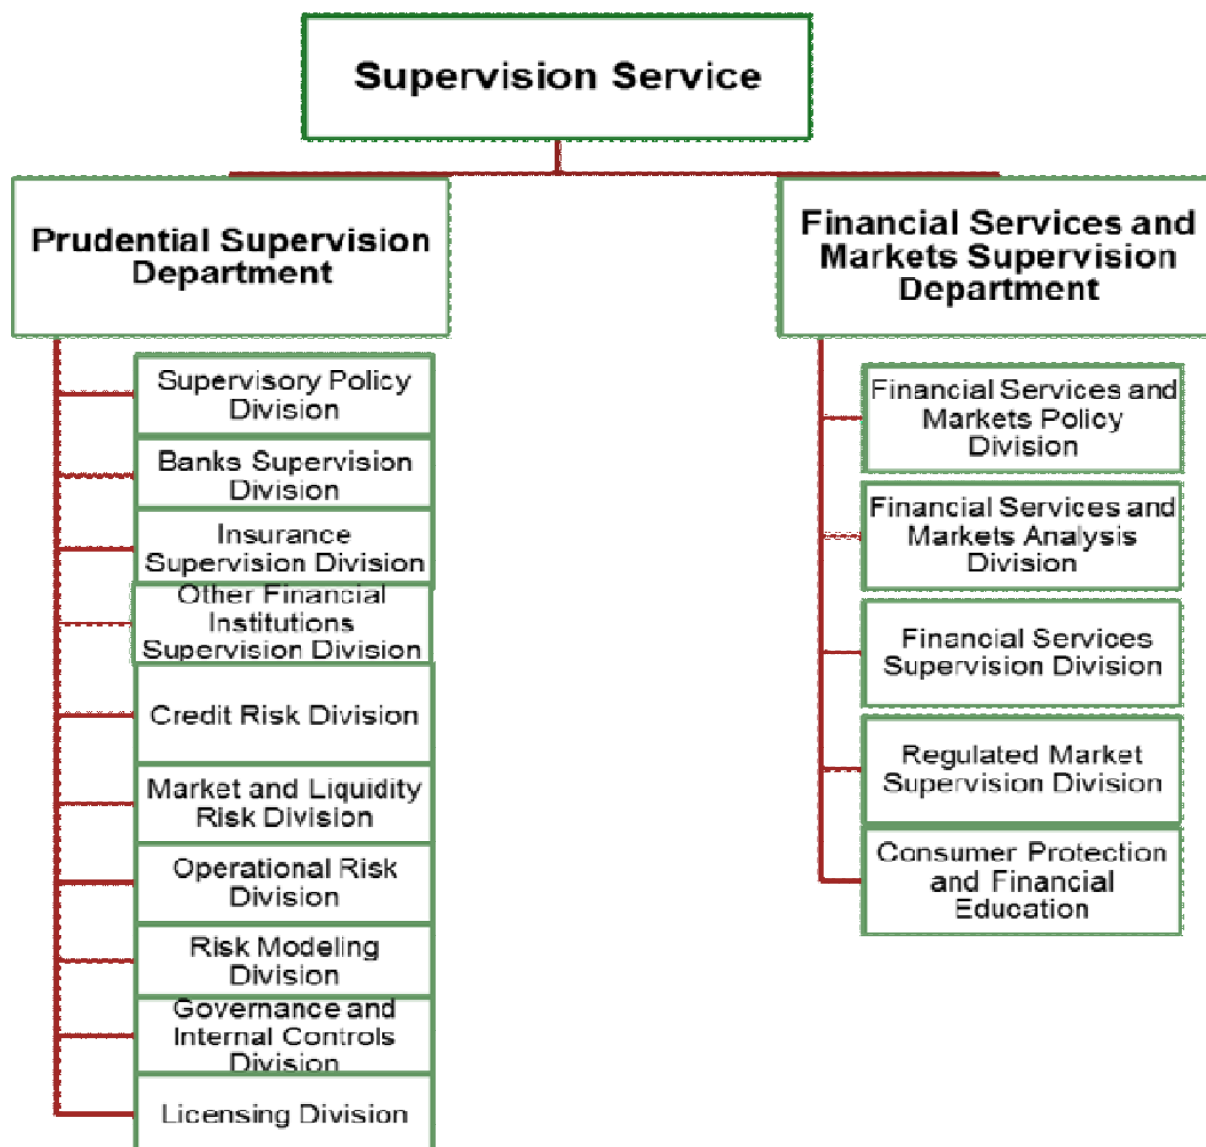 Supervision Service
Prudential Supervision
Department
Supervisory Policy
Division
Banks Supervision
Division
Insurance
Supervision Division
Other Financial
Institutions
Supervision Division
Credit Risk Division
Market and Liquidity
Risk Division
Operational Risk
Division
Risk Modeling
Division
Governance and
Internal Controls
Division
Licensing Division
Financial Services and
Markets Supervision
Department
Financial Services and
Markets Policy
Division
Financial Services and
Markets Analysis
Division
Financial Services
Supervision Division
Regulated Market
Supervision Division
Consumer Protection
and Financial
Education